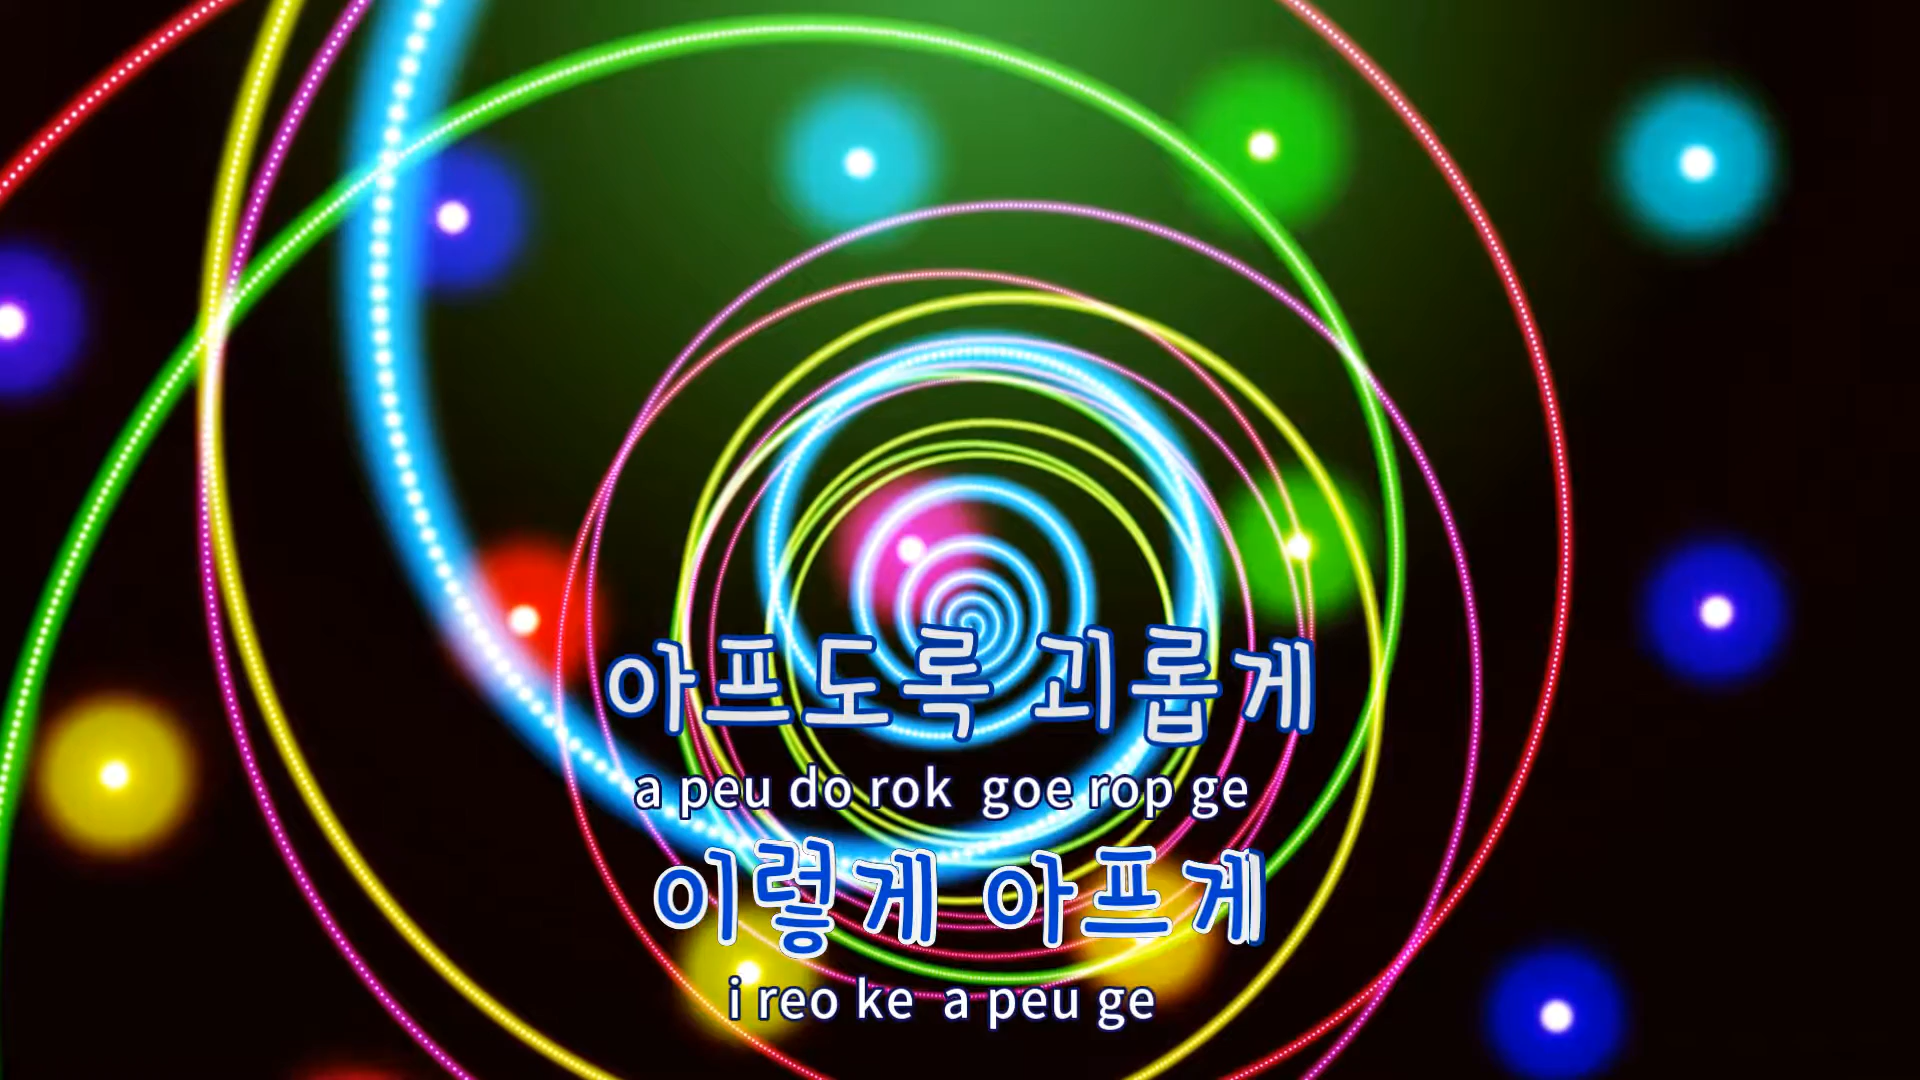 아프도록 괴롭게
a peu do rok goe rop ge
이렇게 아프게
i reo ke a peu ge